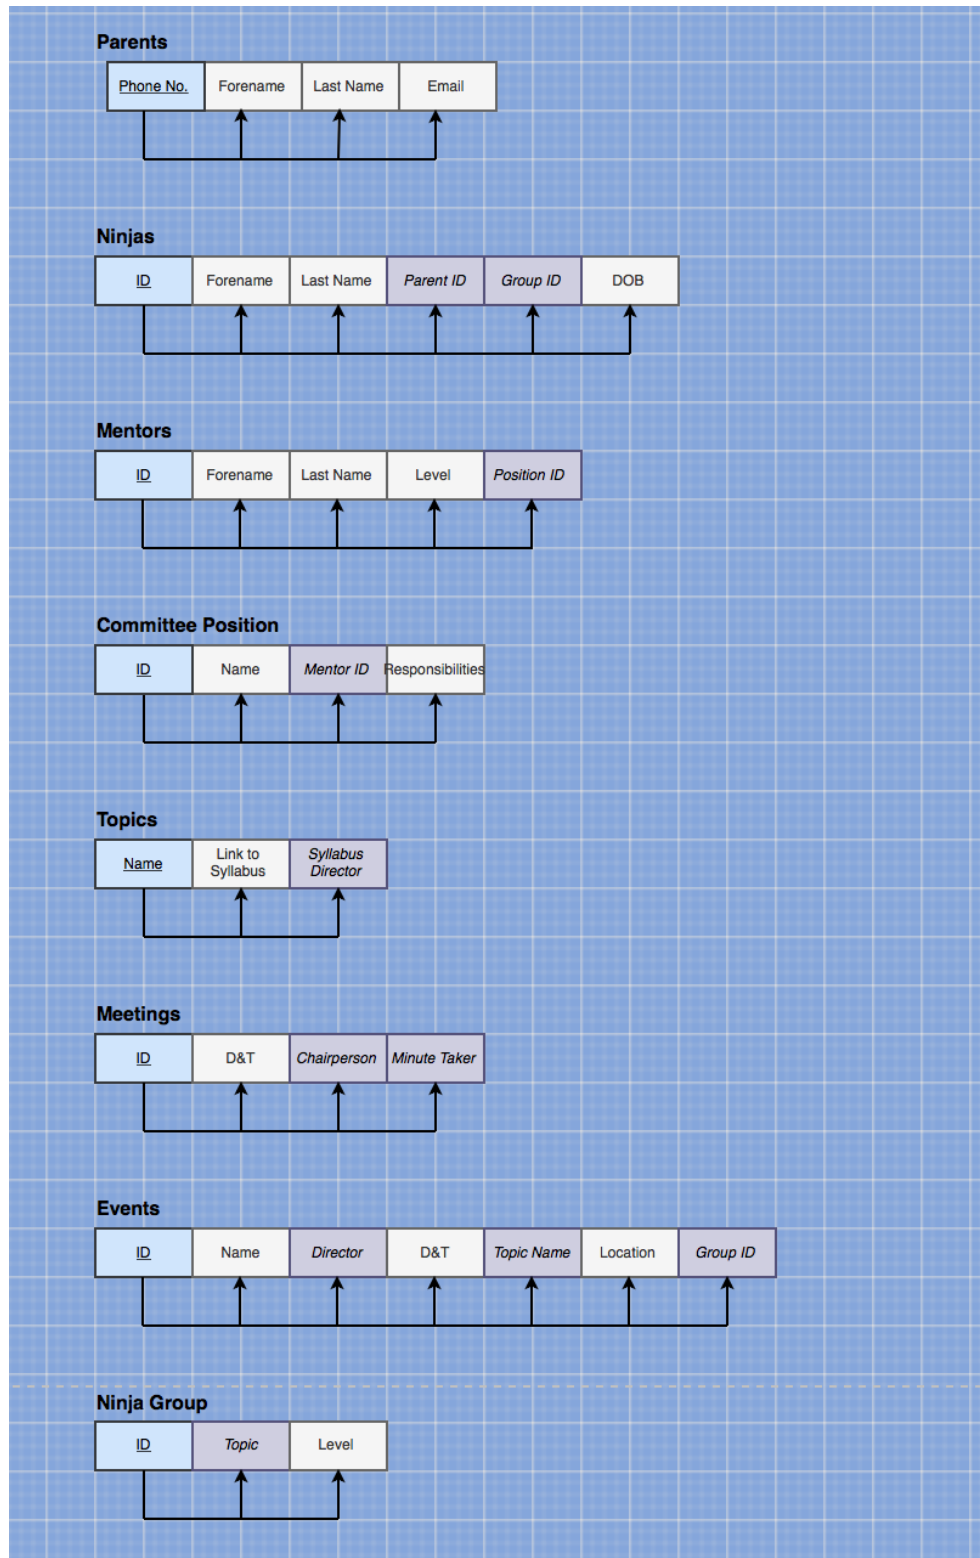 Parents
Phone No. Forename Last Name Email
Ninjas
ID Forename Last Name Parent ID Group ID DOB
Mentors
ID Forename Last Name Level Position ID
Committee Position
ID Name Mentor ID Responsibilities
Topics
Name Link to Syllabus Syllabus Director
Meetings
ID D&T Chairperson Minute Taker
Events
ID Name Director D&T Topic Name Location Group ID
Ninja Group
ID Topic Level